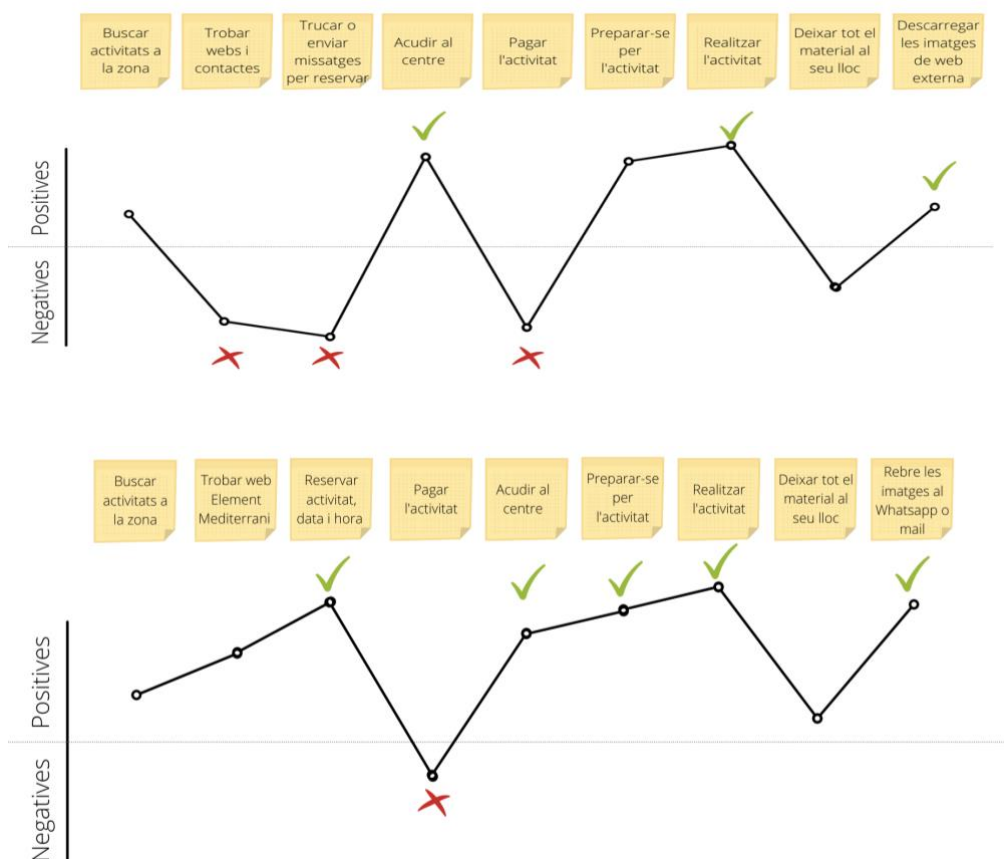 Buscar
activitats a
la zona
Trobar
webs i
contactes
Trucar o
enviar
missatges
per reservar
Acudir al
centre
Pagar
l'activitat
Preparar-se
per
l'activitat
Realitzar
l'activitat
Deixar tot el
material al
seu lloc
Descarregar
les imatges
de web
externa
Positives
Negatives
Buscar
activitats a
la zona
Trobar web
Element
Mediterrani
Reservar
activitat,
data i hora
Pagar
l'activitat
Acudir al
centre
Preparar-se
per
l'activitat
Realitzar
l'activitat
Deixar tot el
material al
seu lloc
Rebre les
imatges al
Whatsapp o
mail
Positives
Negatives